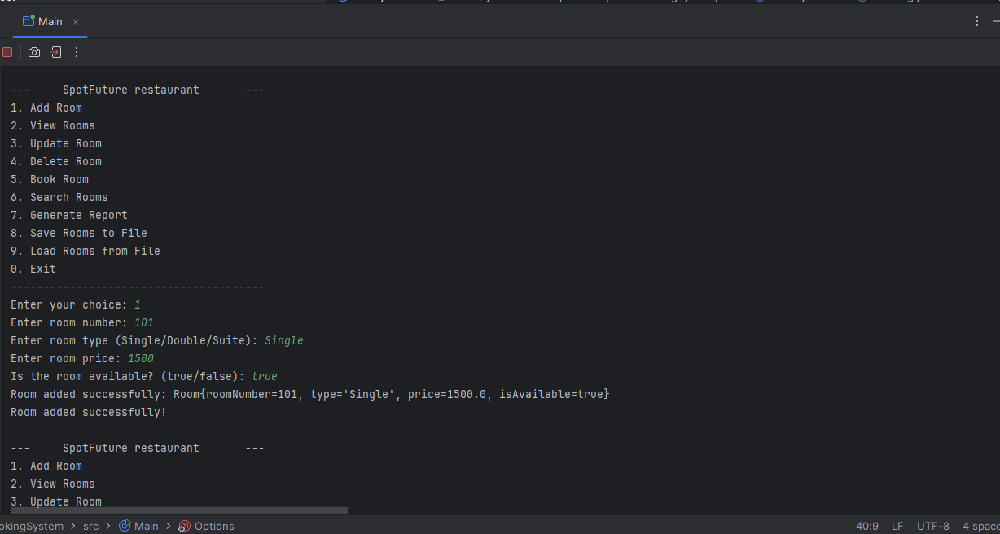 Main
---     SpotFuture restaurant       ---
1. Add Room
2. View Rooms
3. Update Room
4. Delete Room
5. Book Room
6. Search Rooms
7. Generate Report
8. Save Rooms to File
9. Load Rooms from File
0. Exit
---------------------------------------
Enter your choice: 1
Enter room number: 101
Enter room type (Single/Double/Suite): Single
Enter room price: 1500
Is the room available? (true/false): true
Room added successfully: Room{roomNumber=101, type='Single', price=1500.0, isAvailable=true}
Room added successfully!
---     SpotFuture restaurant       ---
1. Add Room
2. View Rooms
3. Update Room
okingSystem > src > Main > Options 40:9 LF UTF-8 4 space